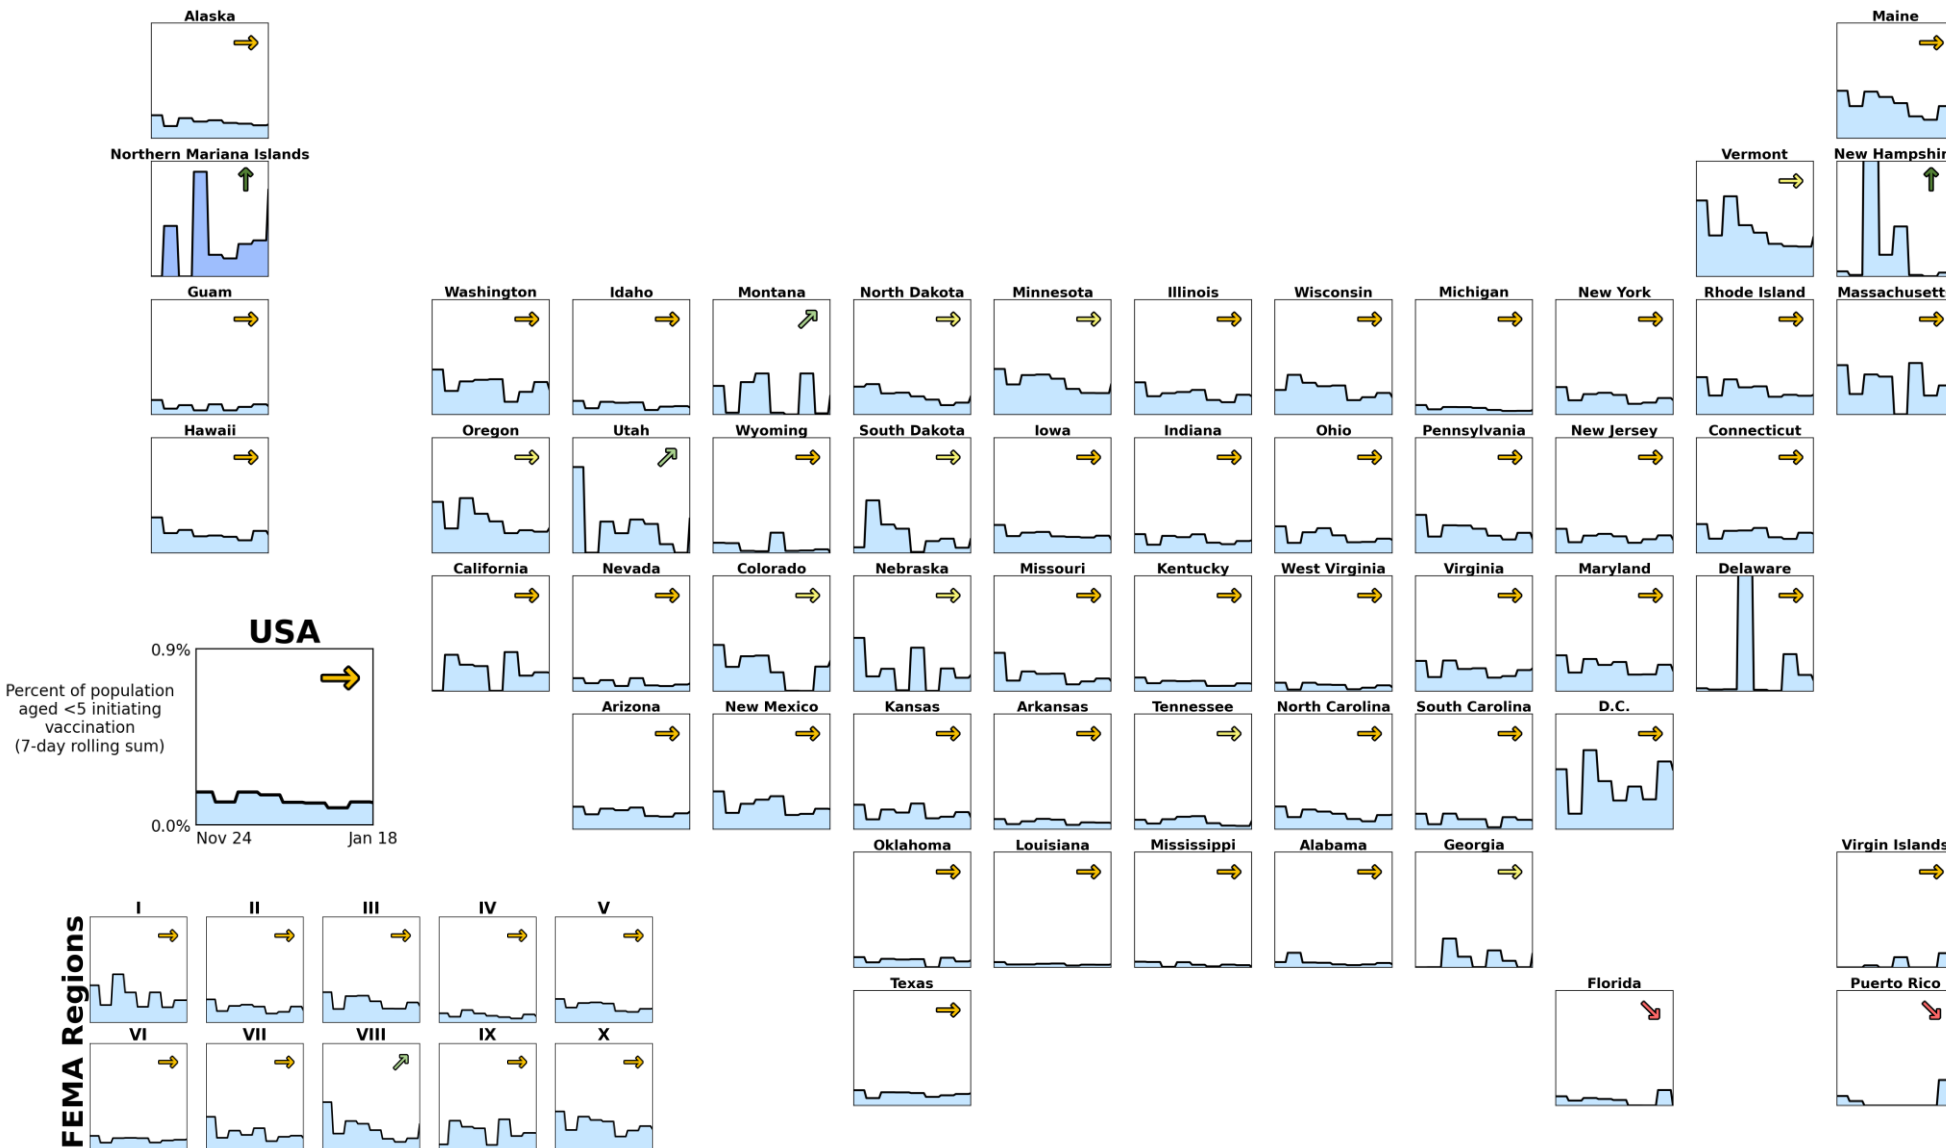 Alaska
Maine
Northern Mariana Islands
Vermont
New Hampshir
Guam
Washington
Idaho
Montana
North Dakota
Minnesota
Illinois
Wisconsin
Michigan
New York
Rhode Island
Massachusett
Hawaii
Oregon
Utah
Wyoming
South Dakota
Iowa
Indiana
Ohio
Pennsylvania
New Jersey
Connecticut
California
Nevada
Colorado
Nebraska
Missouri
Kentucky
West Virginia
Virginia
Maryland
Delaware
USA
0.9%
Percent of population
aged <5 initiating
vaccination
(7-day rolling sum)
0.0%
Nov 24
Jan 18
Arizona
New Mexico
Kansas
Arkansas
Tennessee
North Carolina
South Carolina
D.C.
Oklahoma
Louisiana
Mississippi
Alabama
Georgia
Virgin Islands
Texas
Florida
Puerto Rico
FEMA Regions
I
II
III
IV
V
VI
VII
VIII
IX
X